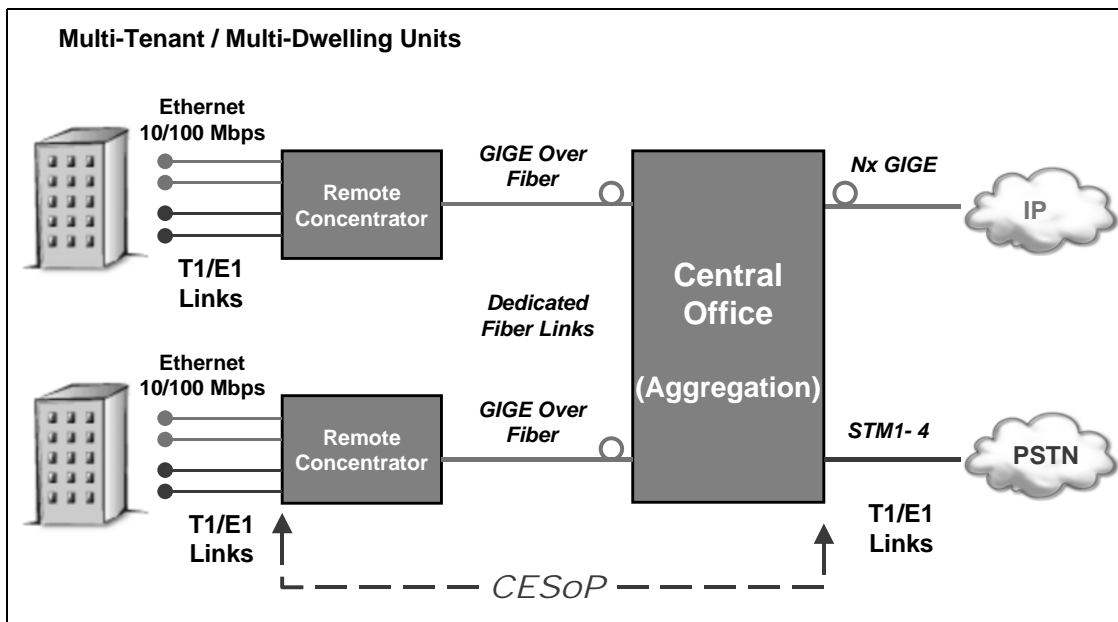 Multi-Tenant / Multi-Dwelling Units
Ethernet
10/100 Mbps
Remote
Concentrator
T1/E1
Links
GIGE Over
Fiber
Dedicated
Fiber Links
Central
Office
(Aggregation)
Nx GIGE
IP
Ethernet
10/100 Mbps
Remote
Concentrator
T1/E1
Links
GIGE Over
Fiber
STM1- 4
PSTN
T1/E1
Links
CESoP